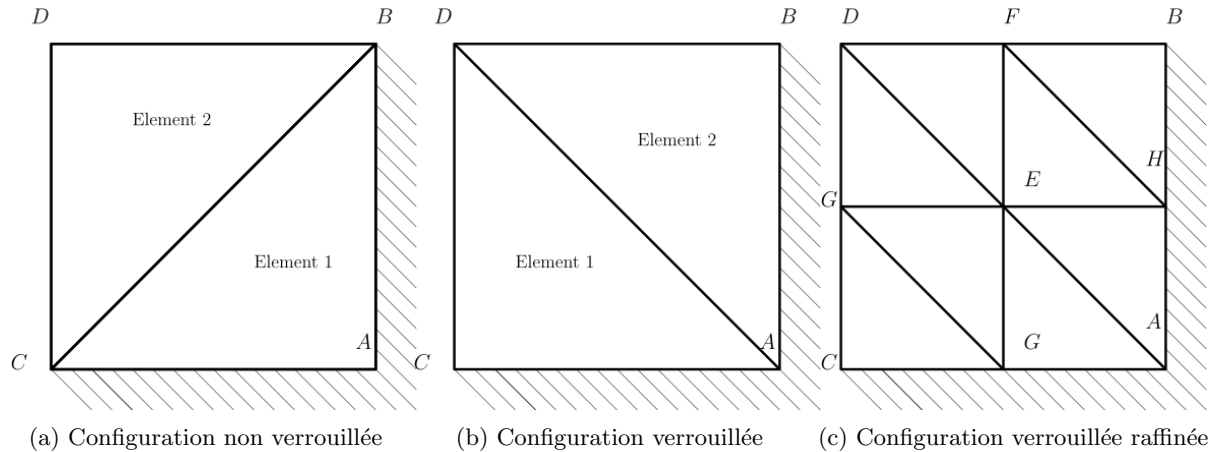 D B D B D F B
Element 2
Element 2
H
E
G
Element 1
Element 1
A A A
G
C C C
(a) Configuration non verrouillée (b) Configuration verrouillée (c) Configuration verrouillée raffinée